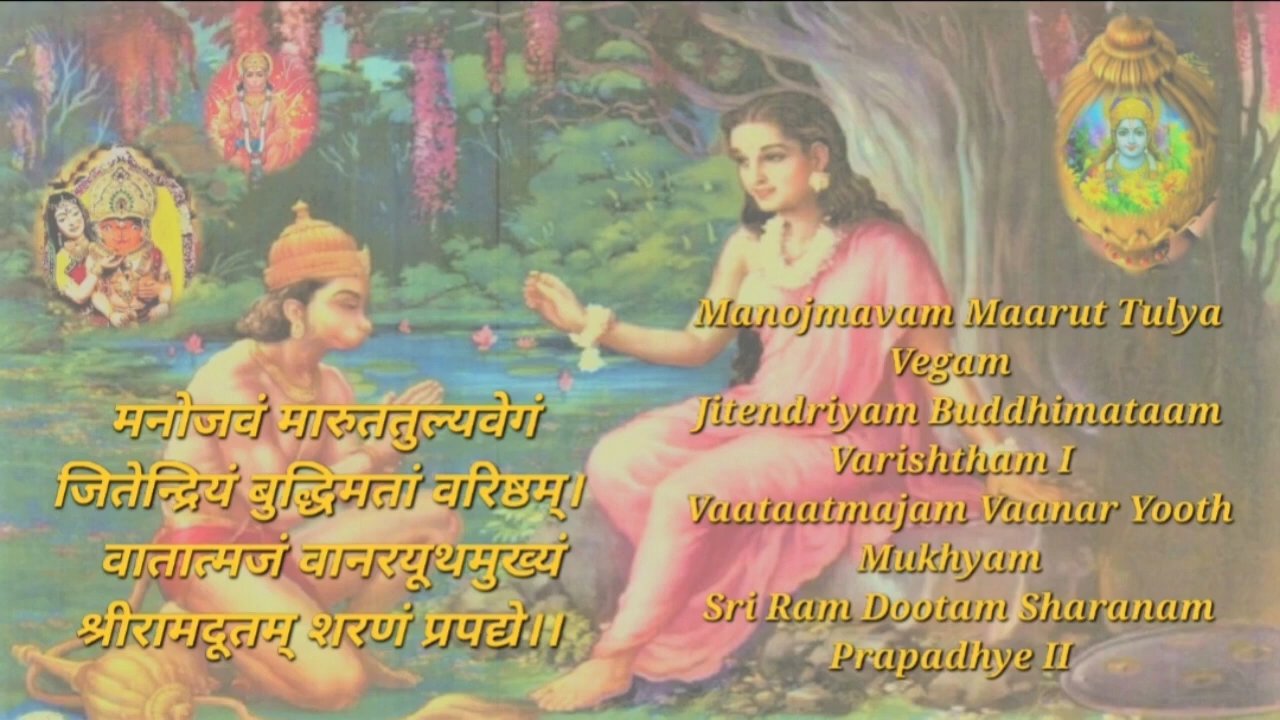 मनोजवं मारुततुल्यवेगं
जितेन्द्रियं बुद्धिमतां वरिष्ठम्।
वातात्मजं वानरयूथमुख्यं
श्रीरामदूतम् शरणं प्रपद्ये।।
Manojmavam Maarut Tulya
Vegam
Jitendriyam Buddhimataam
Varishtham I
Vaataatmajam Vaanar Yooth
Mukhyam
Sri Ram Dootam Sharanam
Prapadhye II